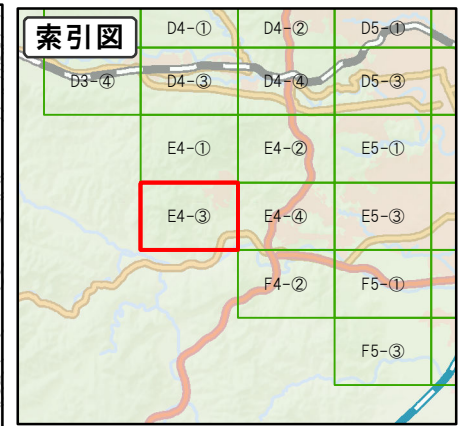 索引図
D4-① D4-② D5-①
D3-④ D4-③ D4-④ D5-③
E4-① E4-② E5-①
E4-③ E4-④ E5-③
F4-② F5-①
F5-③